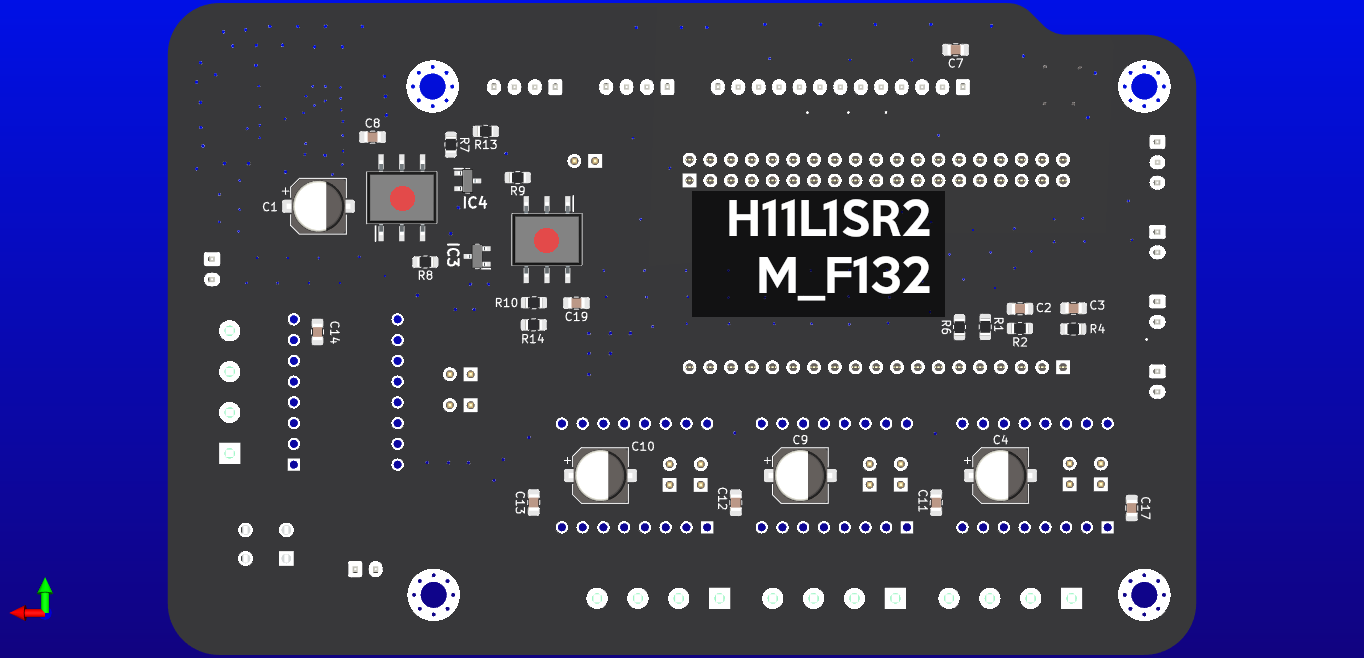 C7
C8
R7
R13
R9
C1
IC4
H11L1SR2
M_F132
IC3
R8
R10
C19
C14
R14
C2
C3
R6
R1
R2
R4
C10
C9
C4
C13
C12
C11
C17